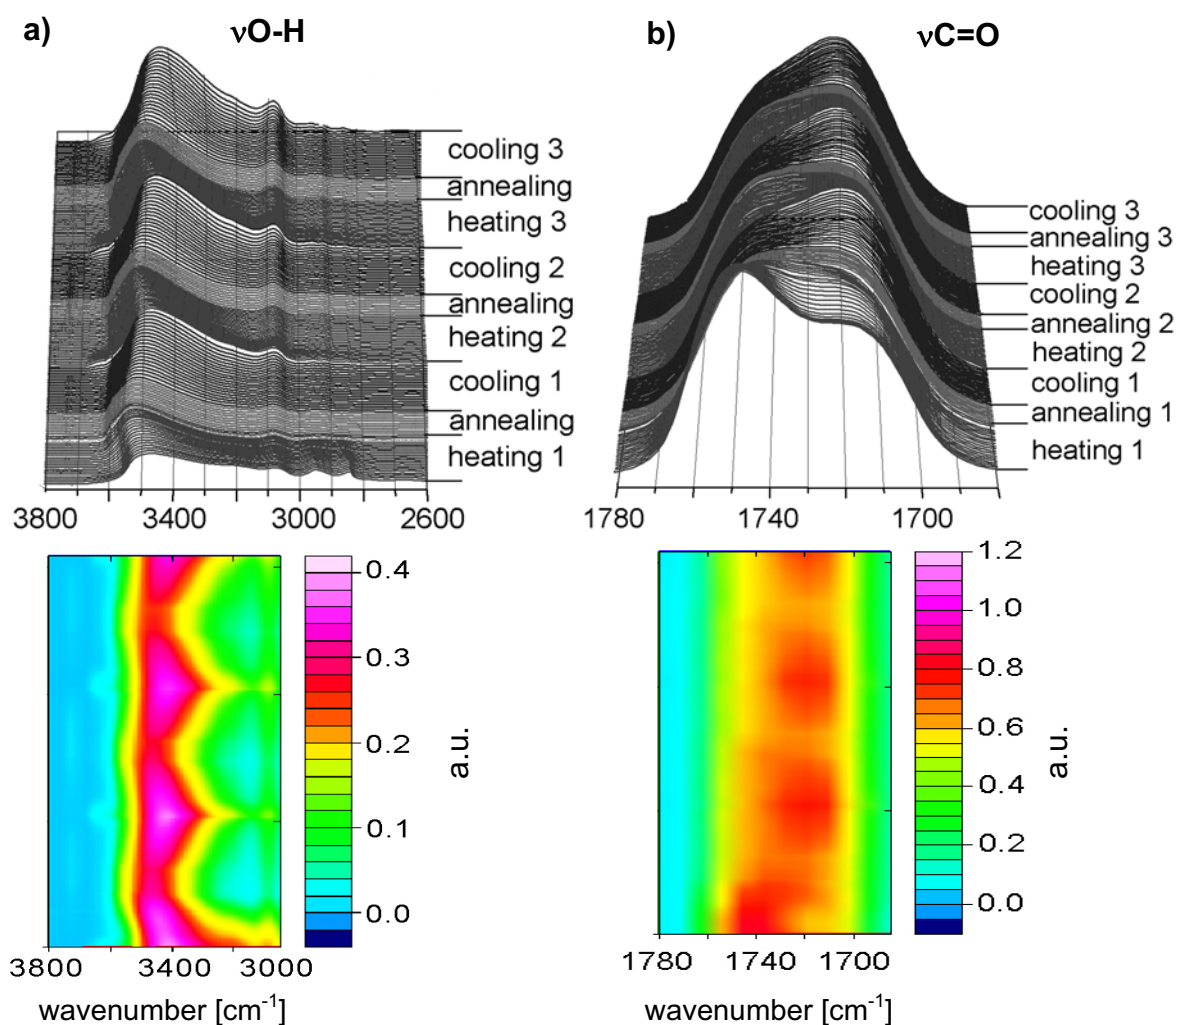 a)
νO-H
cooling 3
annealing
heating 3
cooling 2
annealing
heating 2
cooling 1
annealing
heating 1
3800 3400 3000 2600
0.4
0.3
0.2
0.1
0.0
a.u.
3800 3400 3000
wavenumber [cm⁻¹]
b)
νC=O
cooling 3
annealing 3
heating 3
cooling 2
annealing 2
heating 2
cooling 1
annealing 1
heating 1
1780 1740 1700
1.2
1.0
0.8
0.6
0.4
0.2
0.0
a.u.
1780 1740 1700
wavenumber [cm⁻¹]